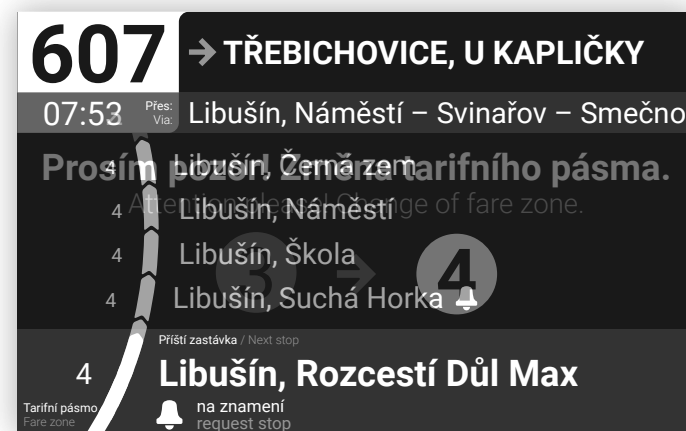 607 → TŘEBICHOVICE, U KAPLIČKY
07:53 Přes: Libušín, Náměstí – Svinařov – Smečno
Via:
Prosím pozor! Změna tarifního pásma.
4 Libušín, Černá zem
Attention please! Change of fare zone.
4 Libušín, Náměstí
4 Libušín, Škola
3 → 4
4 Libušín, Suchá Horka
Příští zastávka / Next stop
4 Libušín, Rozcestí Důl Max
Tarifní pásmo na znamení
Fare zone request stop